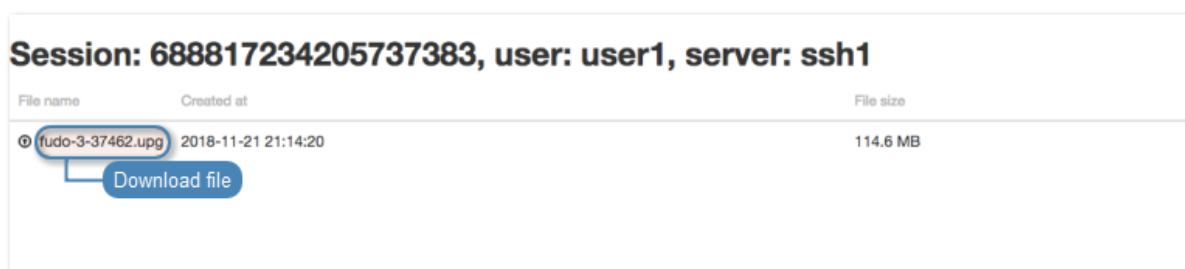 Session: 688817234205737383, user: user1, server: ssh1
File name Created at File size
fudo-3-37462.upg 2018-11-21 21:14:20 114.6 MB
Download file